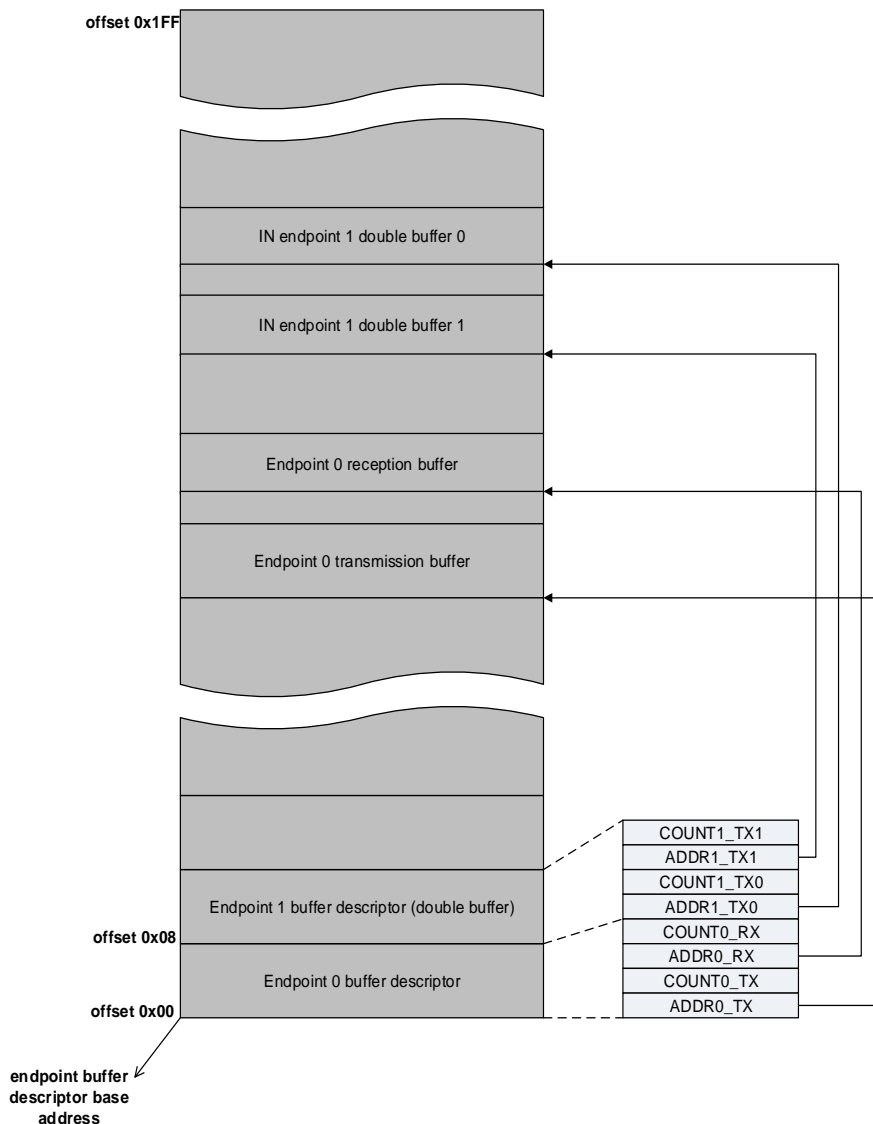 offset 0x1FF
IN endpoint 1 double buffer 0
IN endpoint 1 double buffer 1
Endpoint 0 reception buffer
Endpoint 0 transmission buffer
COUNT1_TX1
ADDR1_TX1
COUNT1_TX0
Endpoint 1 buffer descriptor (double buffer)
ADDR1_TX0
COUNT0_RX
offset 0x08
ADDR0_RX
Endpoint 0 buffer descriptor
COUNT0_TX
ADDR0_TX
offset 0x00
endpoint buffer
descriptor base
address